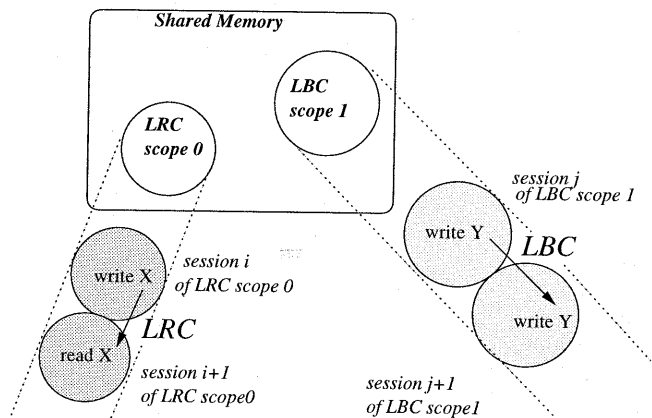 Shared Memory
LBC
scope 1
LRC
scope 0
session j
of LBC scope 1
write Y
LBC
session i
of LRC scope 0
write X
LRC
write Y
read X
session i+1
of LRC scope0
session j+1
of LBC scope1